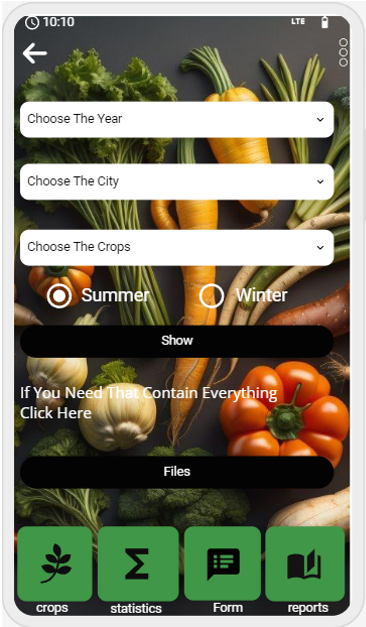 10:10 LTE
Choose The Year
Choose The City
Choose The Crops
Summer Winter
Show
If You Need That Contain Everything
Click Here
Files
crops statistics Form reports